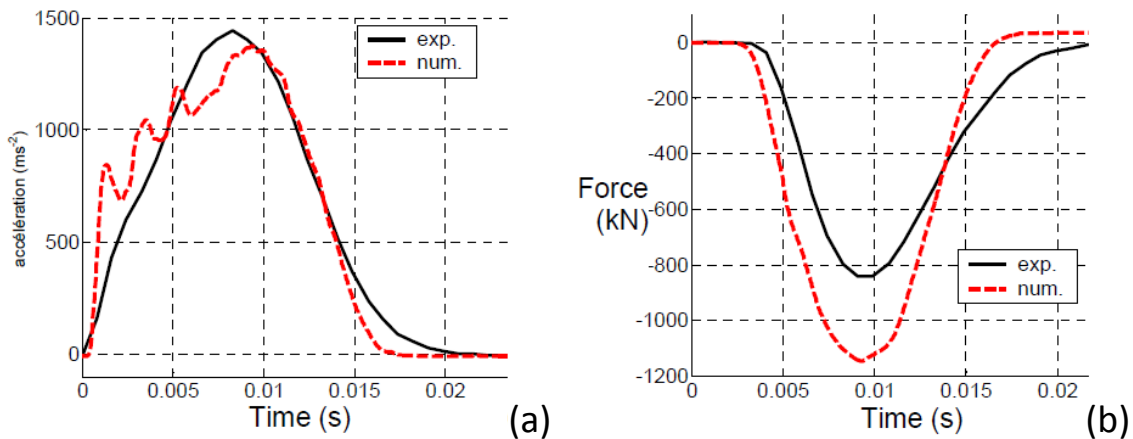 1500
1000
500
0
accélération (ms-2)
exp.
num.
0 0.005 0.01 0.015 0.02
Time (s)
(a)
0
-200
-400
-600
-800
-1000
-1200
Force
(kN)
exp.
num.
0 0.005 0.01 0.015 0.02
Time (s)
(b)